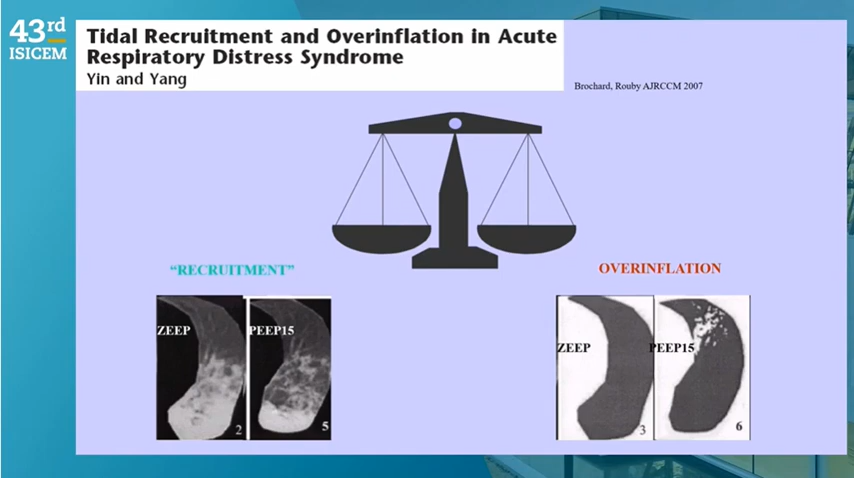 43rd
ISICEM
Tidal Recruitment and Overinflation in Acute
Respiratory Distress Syndrome
Yin and Yang
Brochard, Rouby AJRCCM 2007
“RECRUITMENT”
OVERINFLATION
ZEEP
PEEP15
2
5
ZEEP
PEEP15
3
6